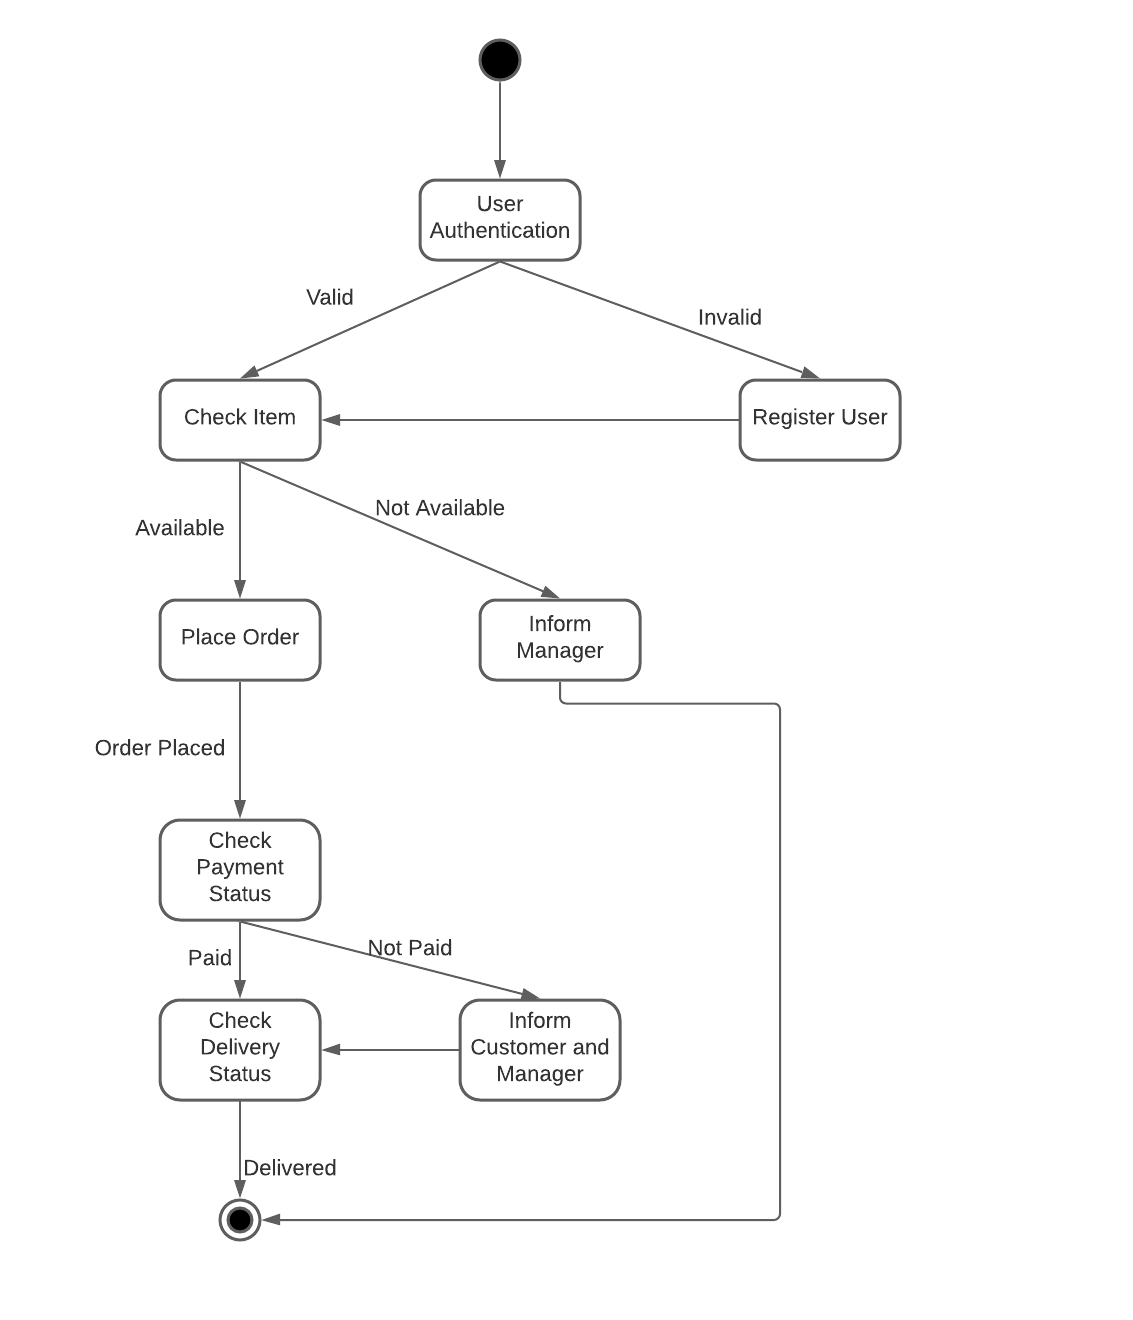 User
Authentication
Valid
Invalid
Check Item
Register User
Not Available
Available
Place Order
Inform
Manager
Order Placed
Check
Payment
Status
Not Paid
Paid
Check
Delivery
Status
Inform
Customer and
Manager
Delivered